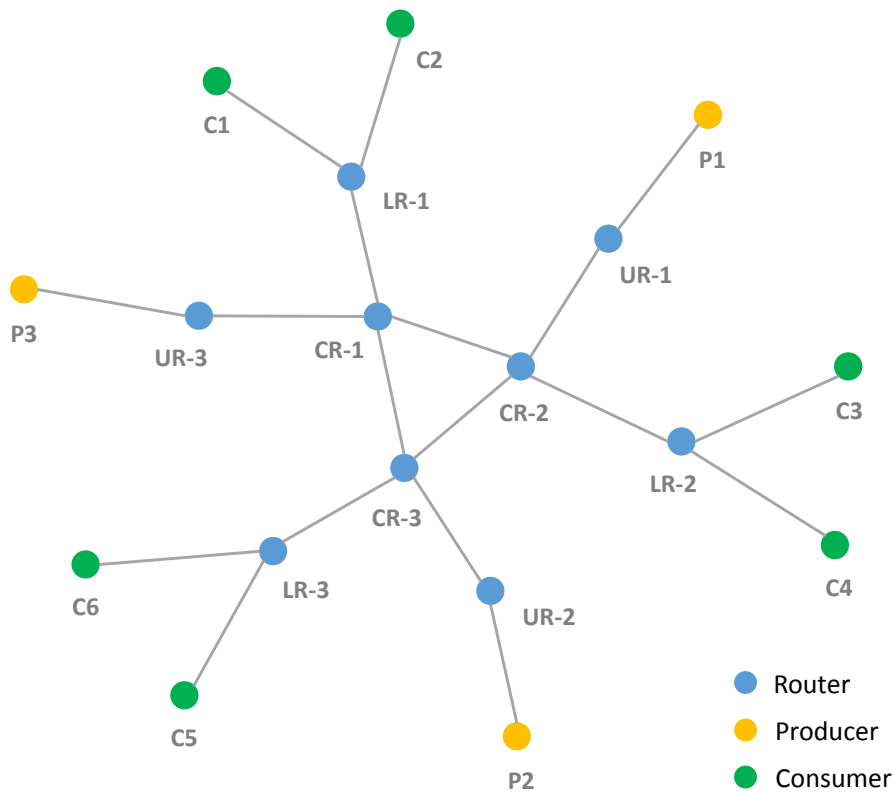 C2
C1
P1
LR-1
UR-1
P3
UR-3
CR-1
CR-2
C3
LR-2
CR-3
LR-3
C6
UR-2
C4
C5
P2
Router
Producer
Consumer